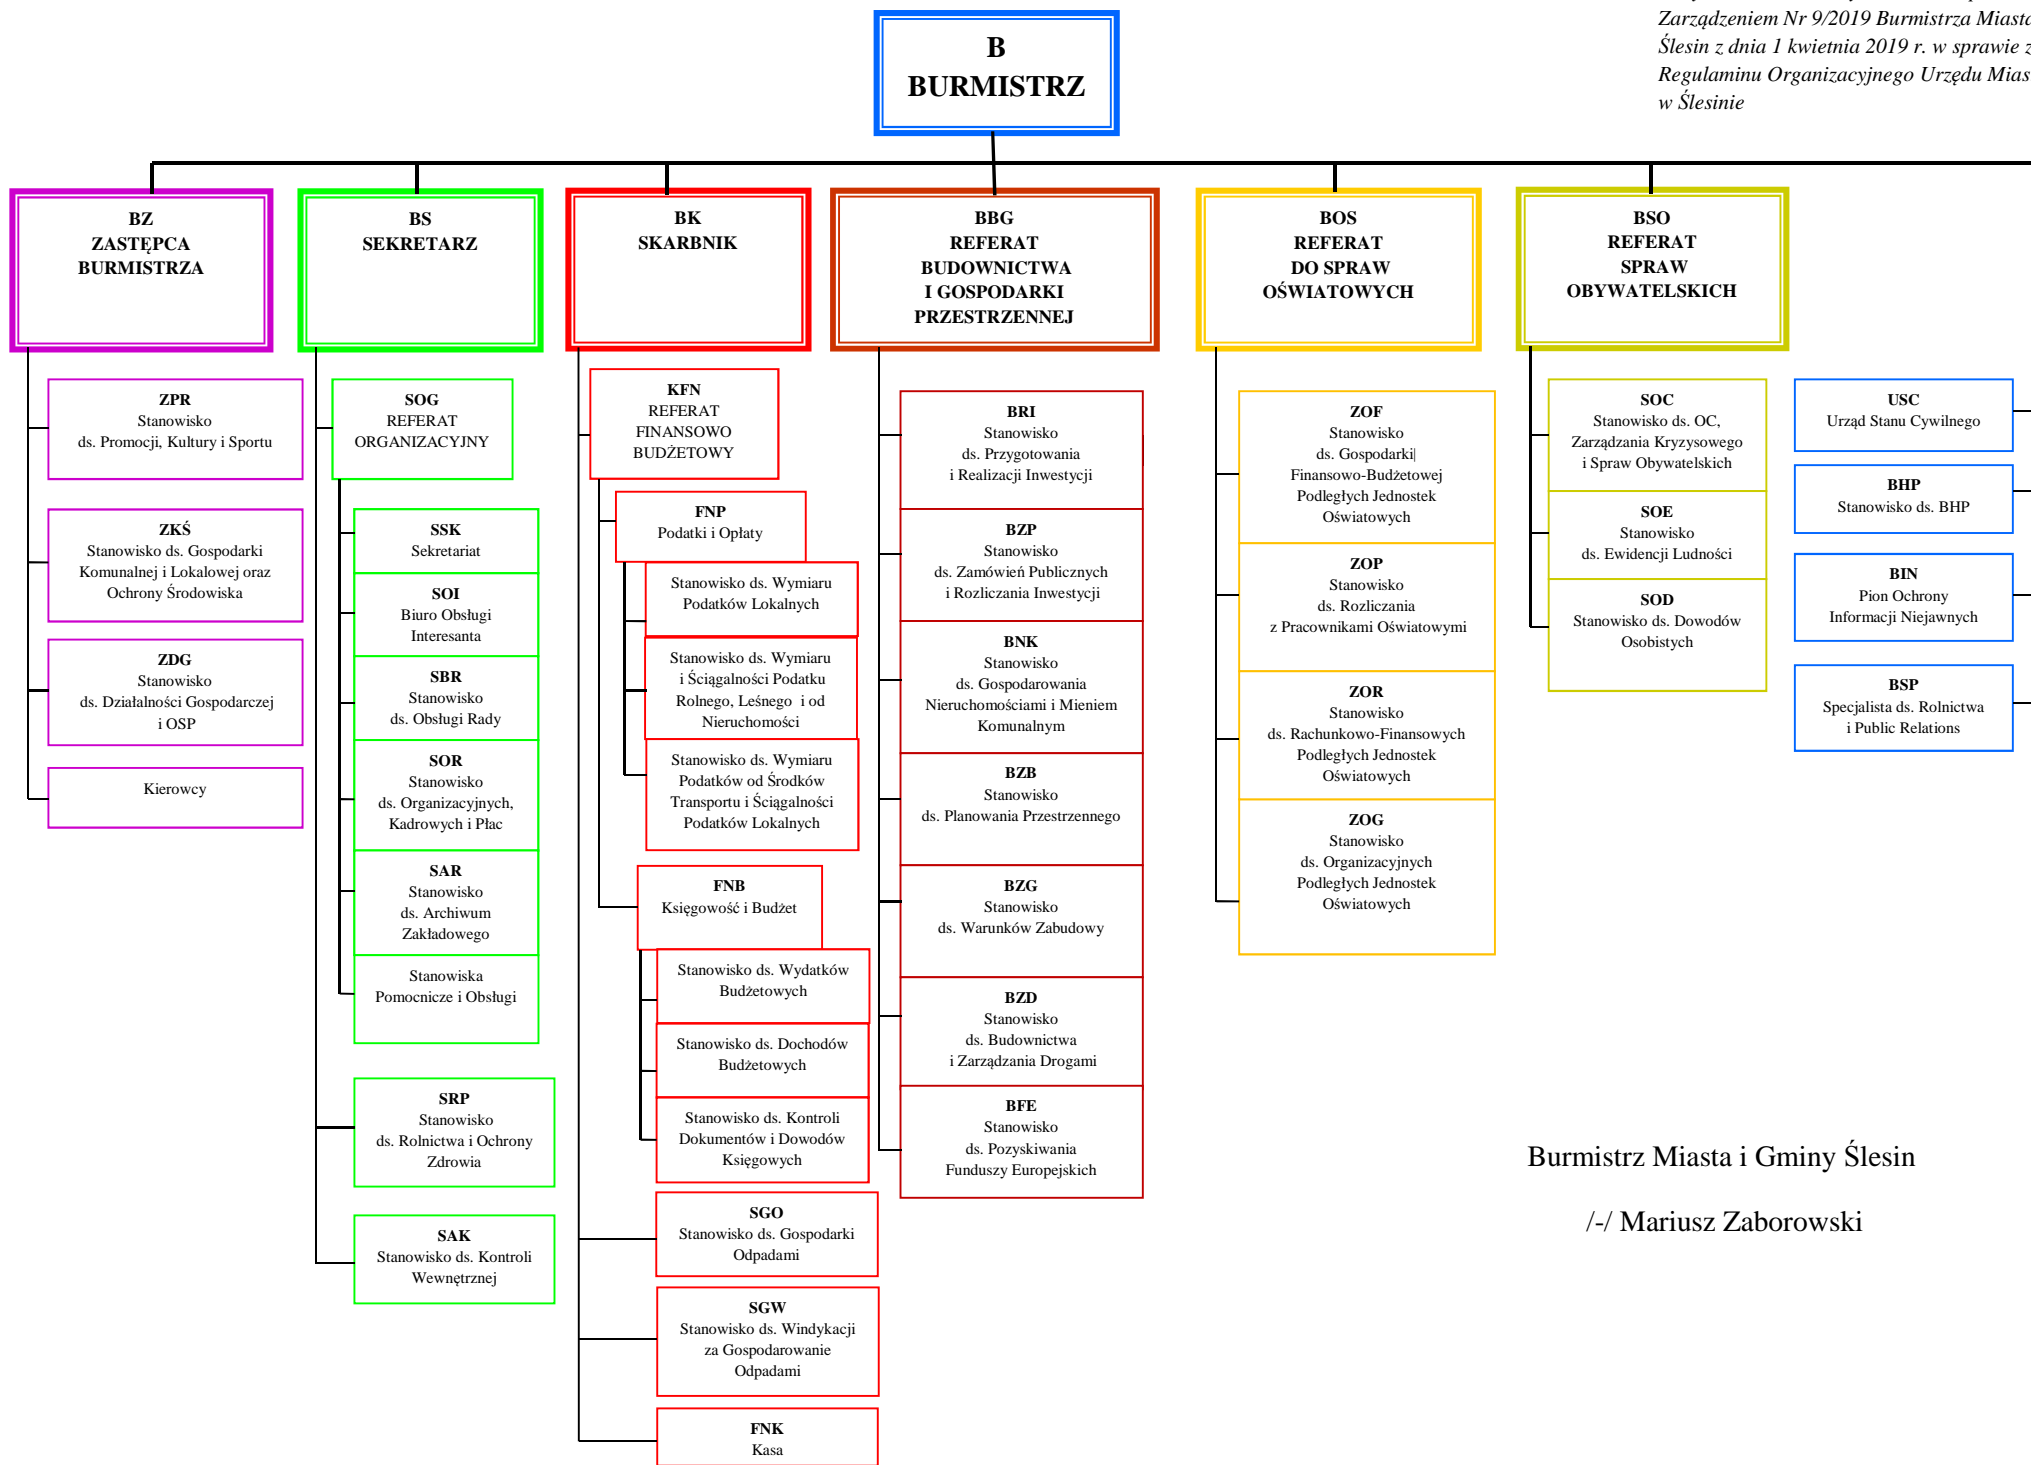 Zarządzeniem Nr 9/2019 Burmistrza Miasta
Ślesin z dnia 1 kwietnia 2019 r. w sprawie z
Regulaminu Organizacyjnego Urzędu Mias
w Ślesinie
B
BURMISTRZ
BZ
ZASTĘPCA
BURMISTRZA
BS
SEKRETARZ
BK
SKARBNIK
BBG
REFERAT
BUDOWNICTWA
I GOSPODARKI
PRZESTRZENNEJ
BOS
REFERAT
DO SPRAW
OŚWIATOWYCH
BSO
REFERAT
SPRAW
OBYWATELSKICH
ZPR
Stanowisko
ds. Promocji, Kultury i Sportu
ZKŚ
Stanowisko ds. Gospodarki
Komunalnej i Lokalowej oraz
Ochrony Środowiska
ZDG
Stanowisko
ds. Działalności Gospodarczej
i OSP
Kierowcy
SOG
REFERAT
ORGANIZACYJNY
SSK
Sekretariat
SOI
Biuro Obsługi
Interesanta
SBR
Stanowisko
ds. Obsługi Rady
SOR
Stanowisko
ds. Organizacyjnych,
Kadrowych i Płac
SAR
Stanowisko
ds. Archiwum
Zakładowego
Stanowiska
Pomocnicze i Obsługi
SRP
Stanowisko
ds. Rolnictwa i Ochrony
Zdrowia
SAK
Stanowisko ds. Kontroli
Wewnętrznej
KFN
REFERAT
FINANSOWO
BUDŻETOWY
FNP
Podatki i Opłaty
Stanowisko ds. Wymiaru
Podatków Lokalnych
Stanowisko ds. Wymiaru
i Ściągalności Podatku
Rolnego, Leśnego i od
Nieruchomości
Stanowisko ds. Wymiaru
Podatków od Środków
Transportu i Ściągalności
Podatków Lokalnych
FNB
Księgowość i Budżet
Stanowisko ds. Wydatków
Budżetowych
Stanowisko ds. Dochodów
Budżetowych
Stanowisko ds. Kontroli
Dokumentów i Dowodów
Księgowych
SGO
Stanowisko ds. Gospodarki
Odpadami
SGW
Stanowisko ds. Windykacji
za Gospodarowanie
Odpadami
FNK
Kasa
BRI
Stanowisko
ds. Przygotowania
i Realizacji Inwestycji
BZP
Stanowisko
ds. Zamówień Publicznych
i Rozliczania Inwestycji
BNK
Stanowisko
ds. Gospodarowania
Nieruchomościami i Mieniem
Komunalnym
BZB
Stanowisko
ds. Planowania Przestrzennego
BZG
Stanowisko
ds. Warunków Zabudowy
BZD
Stanowisko
ds. Budownictwa
i Zarządzania Drogami
BFE
Stanowisko
ds. Pozyskiwania
Funduszy Europejskich
ZOF
Stanowisko
ds. Gospodarki
Finansowo-Budżetowej
Podległych Jednostek
Oświatowych
ZOP
Stanowisko
ds. Rozliczania
z Pracownikami Oświatowymi
ZOR
Stanowisko
ds. Rachunkowo-Finansowych
Podległych Jednostek
Oświatowych
ZOG
Stanowisko
ds. Organizacyjnych
Podległych Jednostek
Oświatowych
SOC
Stanowisko ds. OC,
Zarządzania Kryzysowego
i Spraw Obywatelskich
SOE
Stanowisko
ds. Ewidencji Ludności
SOD
Stanowisko ds. Dowodów
Osobistych
USC
Urząd Stanu Cywilnego
BHP
Stanowisko ds. BHP
BIN
Pion Ochrony
Informacji Niejawnych
BSP
Specjalista ds. Rolnictwa
i Public Relations
Burmistrz Miasta i Gminy Ślesin
/-/ Mariusz Zaborowski